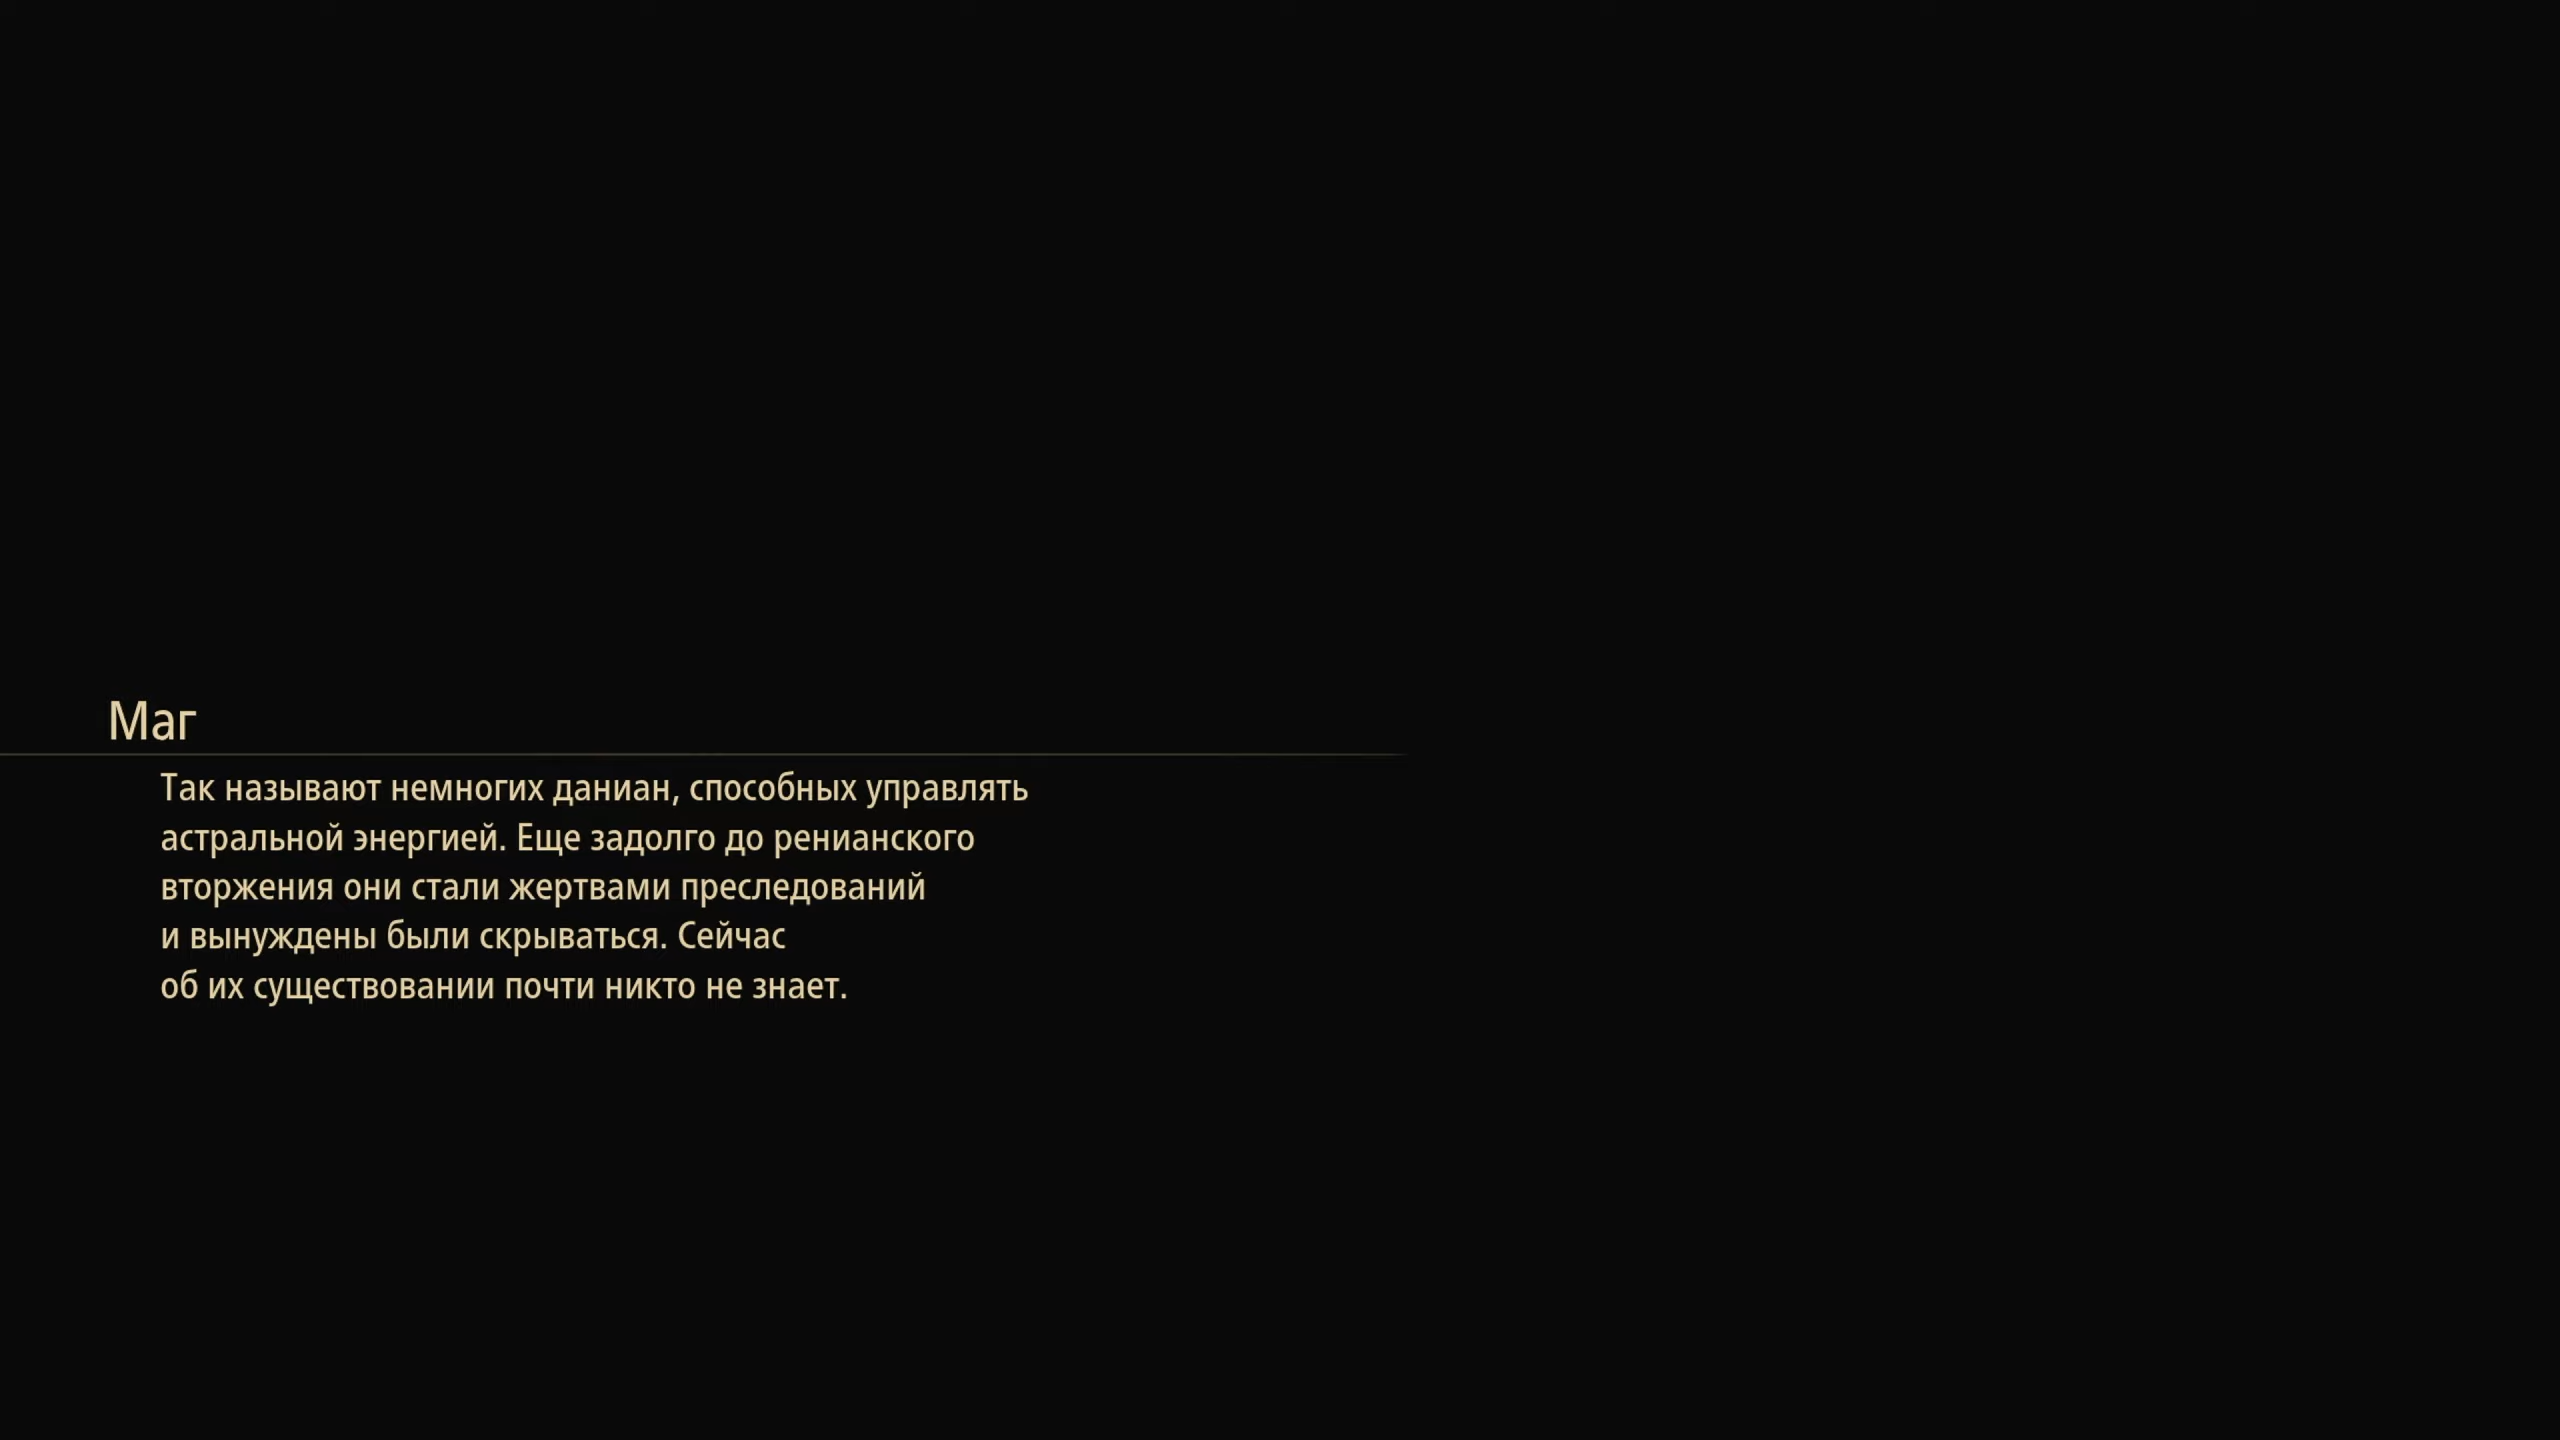 Маг
Так называют немногих даниан, способных управлять
астральной энергией. Еще задолго до ренианского
вторжения они стали жертвами преследований
и вынуждены были скрываться. Сейчас
об их существовании почти никто не знает.